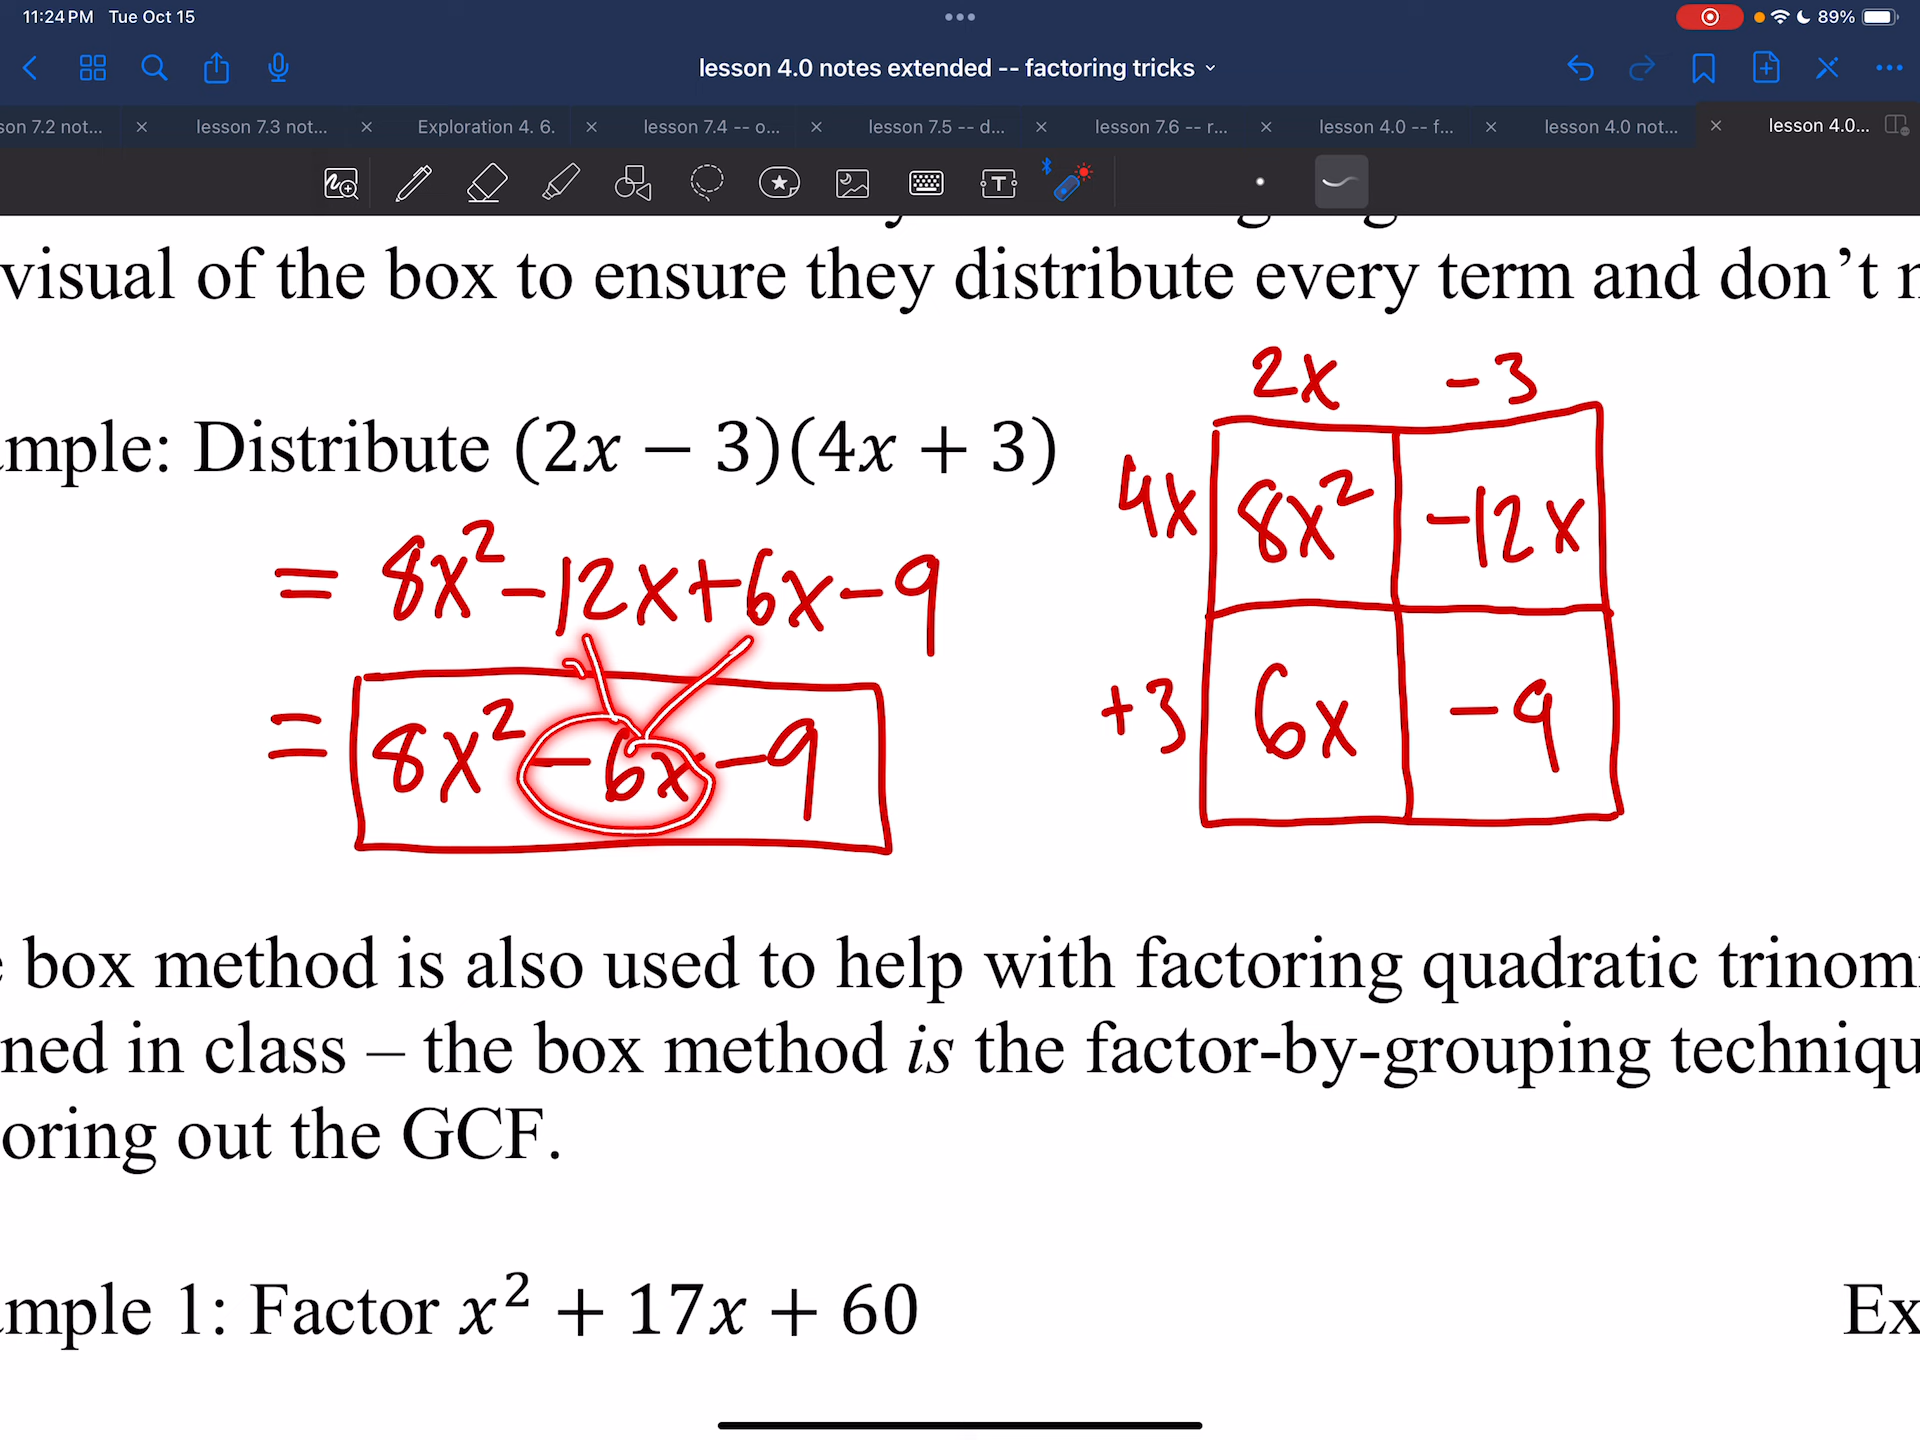 11:24 PM Tue Oct 15
89%
lesson 4.0 notes extended -- factoring tricks
son 7.2 not... lesson 7.3 not... Exploration 4. 6. lesson 7.4 -- o... lesson 7.5 -- d... lesson 7.6 -- r... lesson 4.0 -- f... lesson 4.0 not... lesson 4.0...
visual of the box to ensure they distribute every term and don’t
mple: Distribute (2x − 3)(4x + 3)
= 8x² − 12x + 6x − 9
= 8x² − 6x − 9
2x − 3
4x 8x² −12x
+3 6x −9
box method is also used to help with factoring quadratic trinom
ned in class – the box method is the factor-by-grouping techniqu
oring out the GCF.
mple 1: Factor x² + 17x + 60
Ex